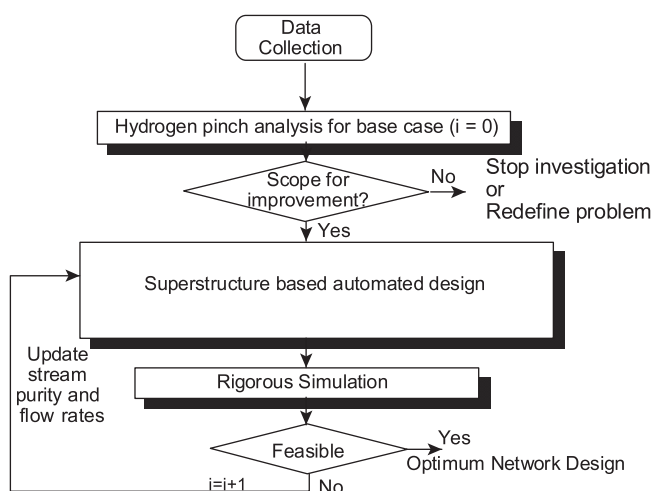 Data
Collection
Hydrogen pinch analysis for base case (i = 0)
Scope for
improvement?
No
Stop investigation
or
Redefine problem
Yes
Superstructure based automated design
Update
stream
purity and
flow rates
Rigorous Simulation
Feasible
Yes
Optimum Network Design
i=i+1
No